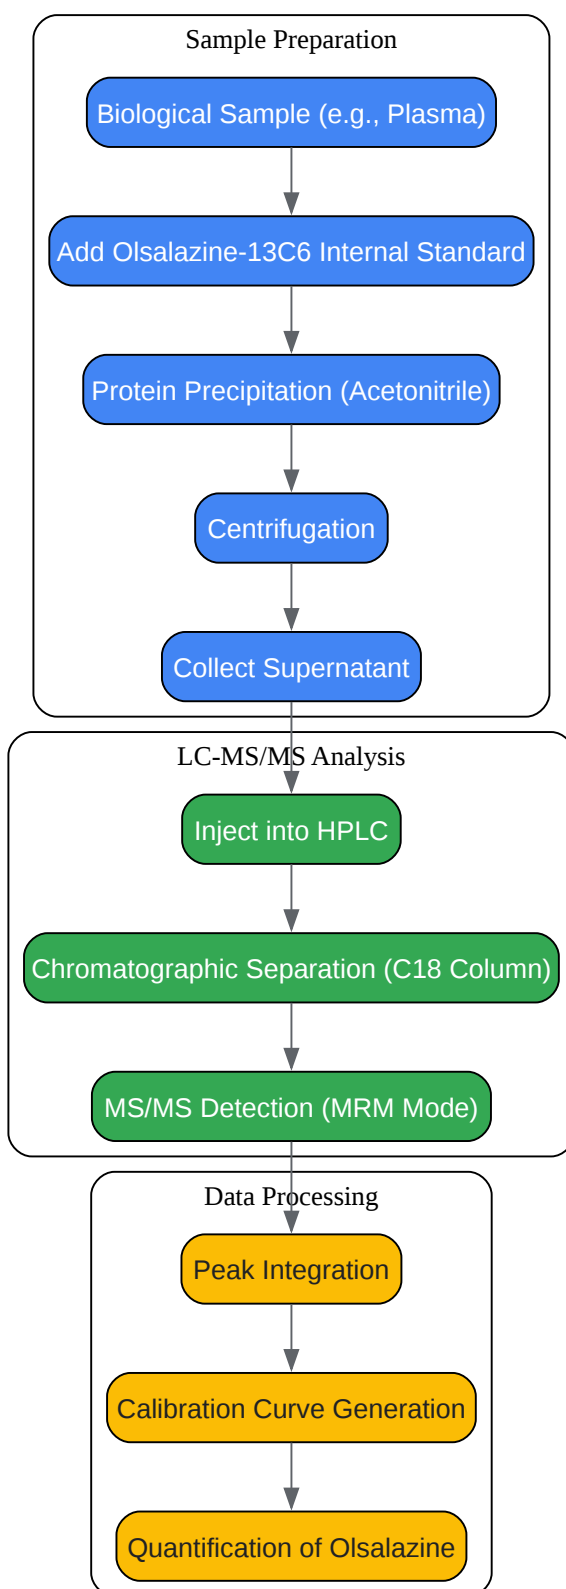 Sample Preparation
Biological Sample (e.g., Plasma)
Add Olsalazine-13C6 Internal Standard
Protein Precipitation (Acetonitrile)
Centrifugation
Collect Supernatant
LC-MS/MS Analysis
Inject into HPLC
Chromatographic Separation (C18 Column)
MS/MS Detection (MRM Mode)
Data Processing
Peak Integration
Calibration Curve Generation
Quantification of Olsalazine